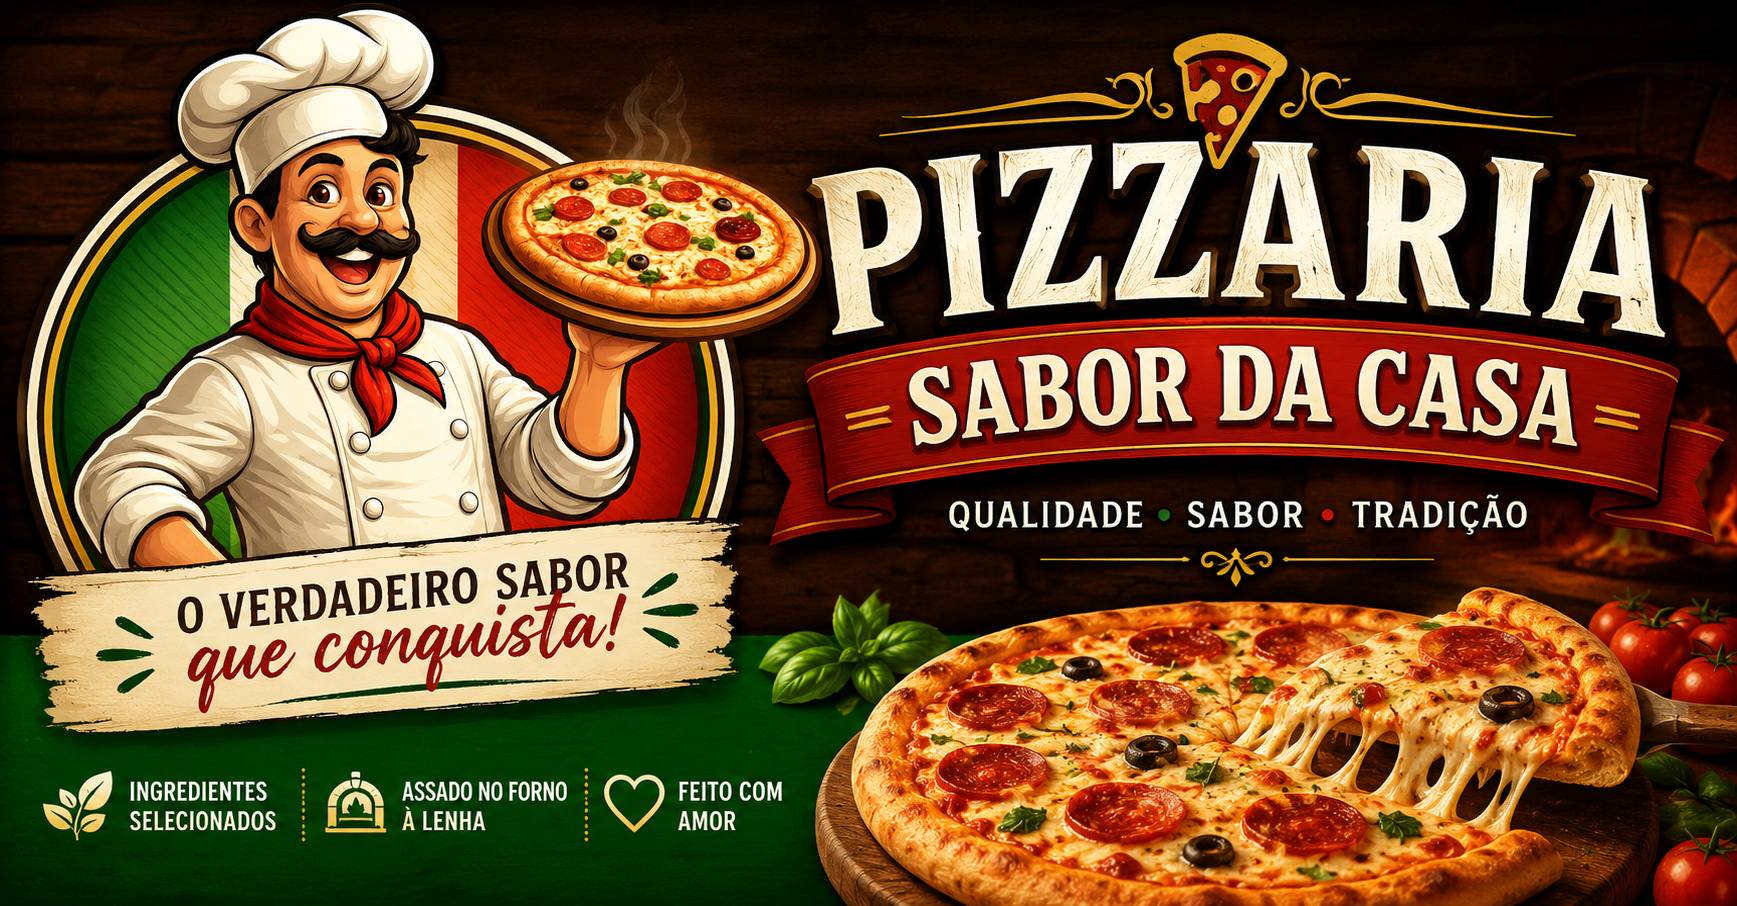 PIZZARIA
SABOR DA CASA
QUALIDADE • SABOR • TRADIÇÃO
O VERDADEIRO SABOR
que conquista!
INGREDIENTES
SELECIONADOS
ASSADO NO FORNO
À LENHA
FEITO COM
AMOR